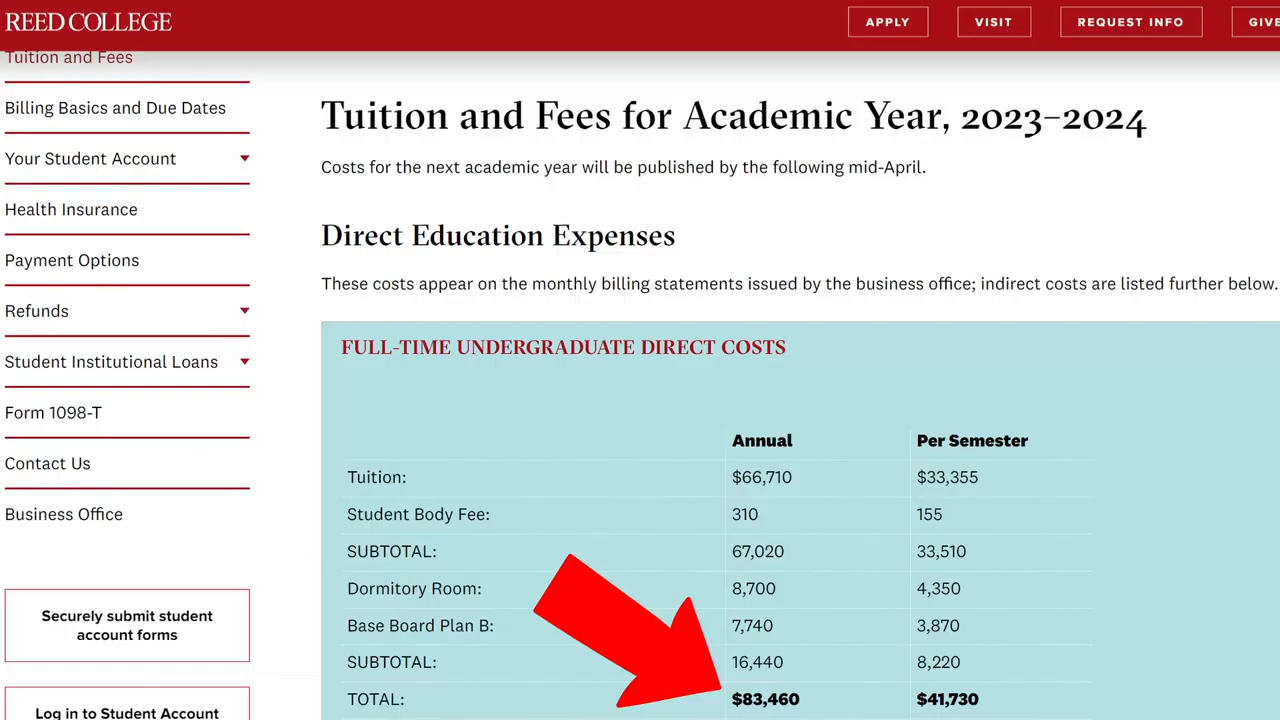 REED COLLEGE
APPLY
VISIT
REQUEST INFO
GIVE
Tuition and Fees
Billing Basics and Due Dates
Your Student Account
Health Insurance
Payment Options
Refunds
Student Institutional Loans
Form 1098-T
Contact Us
Business Office
Securely submit student
account forms
Log in to Student Account
Tuition and Fees for Academic Year, 2023–2024
Costs for the next academic year will be published by the following mid-April.
Direct Education Expenses
These costs appear on the monthly billing statements issued by the business office; indirect costs are listed further below.
FULL-TIME UNDERGRADUATE DIRECT COSTS
Annual Per Semester
Tuition: $66,710 $33,355
Student Body Fee: 310 155
SUBTOTAL: 67,020 33,510
Dormitory Room: 8,700 4,350
Base Board Plan B: 7,740 3,870
SUBTOTAL: 16,440 8,220
TOTAL: $83,460 $41,730